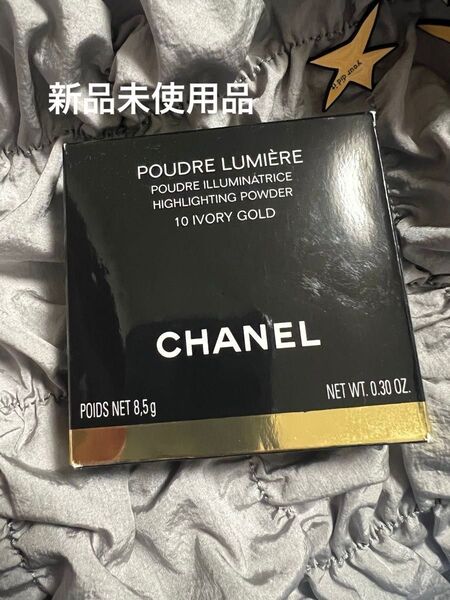 新品未使用品
POUDRE LUMIÈRE
POUDRE ILLUMINATRICE
HIGHLIGHTING POWDER
10 IVORY GOLD
CHANEL
POIDS NET 8,5 g
NET WT. 0.30 OZ.